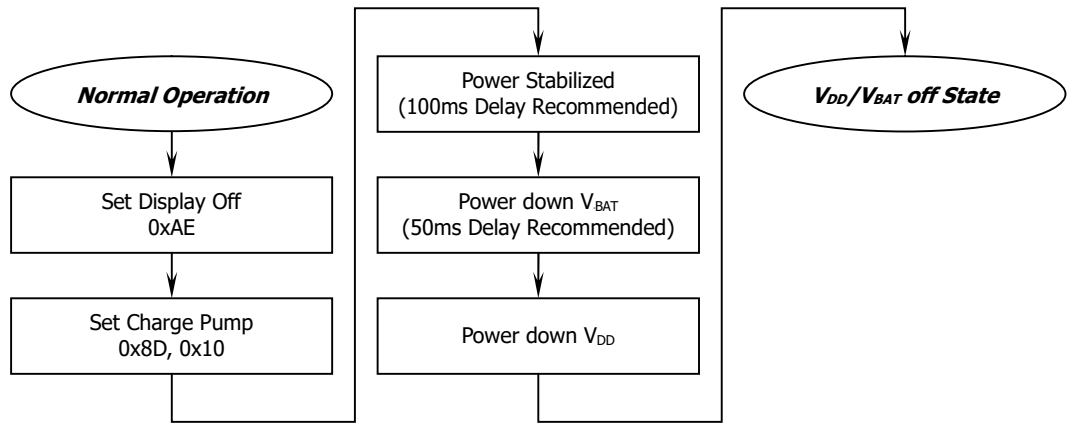 Normal Operation
Set Display Off
0xAE
Set Charge Pump
0x8D, 0x10
Power Stabilized
(100ms Delay Recommended)
Power down VBAT
(50ms Delay Recommended)
Power down VDD
VDD/VBAT off State